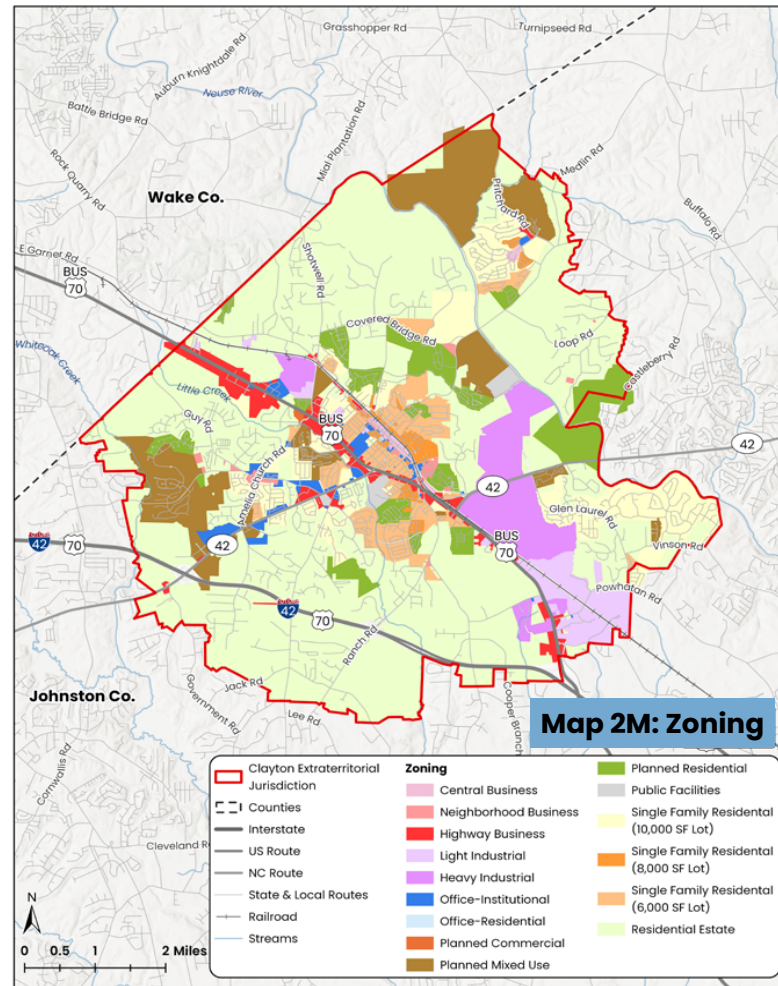 Grasshopper Rd
Turnipseed Rd
Auburn Knightdale Rd
Neuse River
Battle Bridge Rd
Mial Plantation Rd
Medlin Rd
Rock Quarry Rd
Pritchard Rd
Wake Co.
Buffalo Rd
E Garner Rd
BUS
70
Shotwell Rd
Covered Bridge Rd
Loop Rd
Castleberry Rd
Whiteoak Creek
Little Creek
Guy Rd
BUS
70
42
Amelia Church Rd
42
Glen Laurel Rd
42
70
42
BUS
70
Vinson Rd
Powhatan Rd
42
70
Ranch Rd
Johnston Co.
Jack Rd
Government Rd
Lee Rd
Cooper Branch
Map 2M: Zoning
Cornwallis Rd
Cleveland Rd
Clayton Extraterritorial
Jurisdiction
Counties
Interstate
US Route
NC Route
State & Local Routes
Railroad
Streams
Zoning
Central Business
Neighborhood Business
Highway Business
Light Industrial
Heavy Industrial
Office-Institutional
Office-Residential
Planned Commercial
Planned Mixed Use
Planned Residential
Public Facilities
Single Family Residental
(10,000 SF Lot)
Single Family Residental
(8,000 SF Lot)
Single Family Residental
(6,000 SF Lot)
Residential Estate
N
0 0.5 1 2 Miles